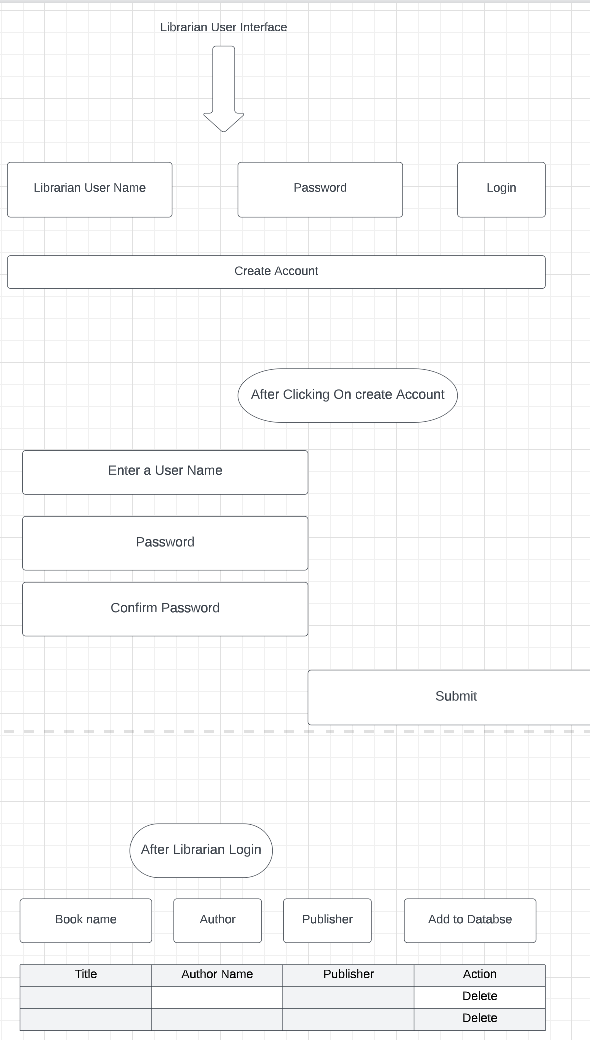 Librarian User Interface
Librarian User Name
Password
Login
Create Account
After Clicking On create Account
Enter a User Name
Password
Confirm Password
Submit
After Librarian Login
Book name
Author
Publisher
Add to Databse
Title Author Name Publisher Action
Delete
Delete